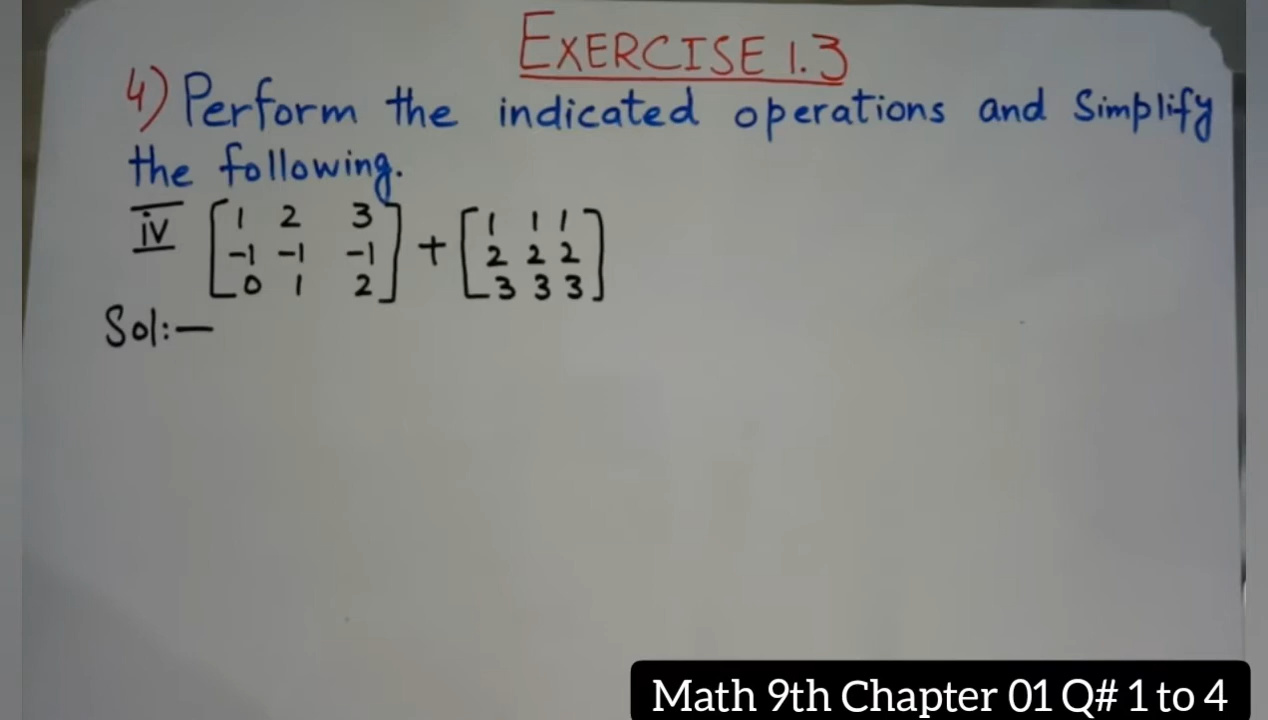 EXERCISE 1.3
4) Perform the indicated operations and Simplify
the following.
iv [1 2 3] + [1 1 1]
[-1 -1 -1] [2 2 2]
[0 1 2] [3 3 3]
Sol:—
Math 9th Chapter 01 Q# 1 to 4